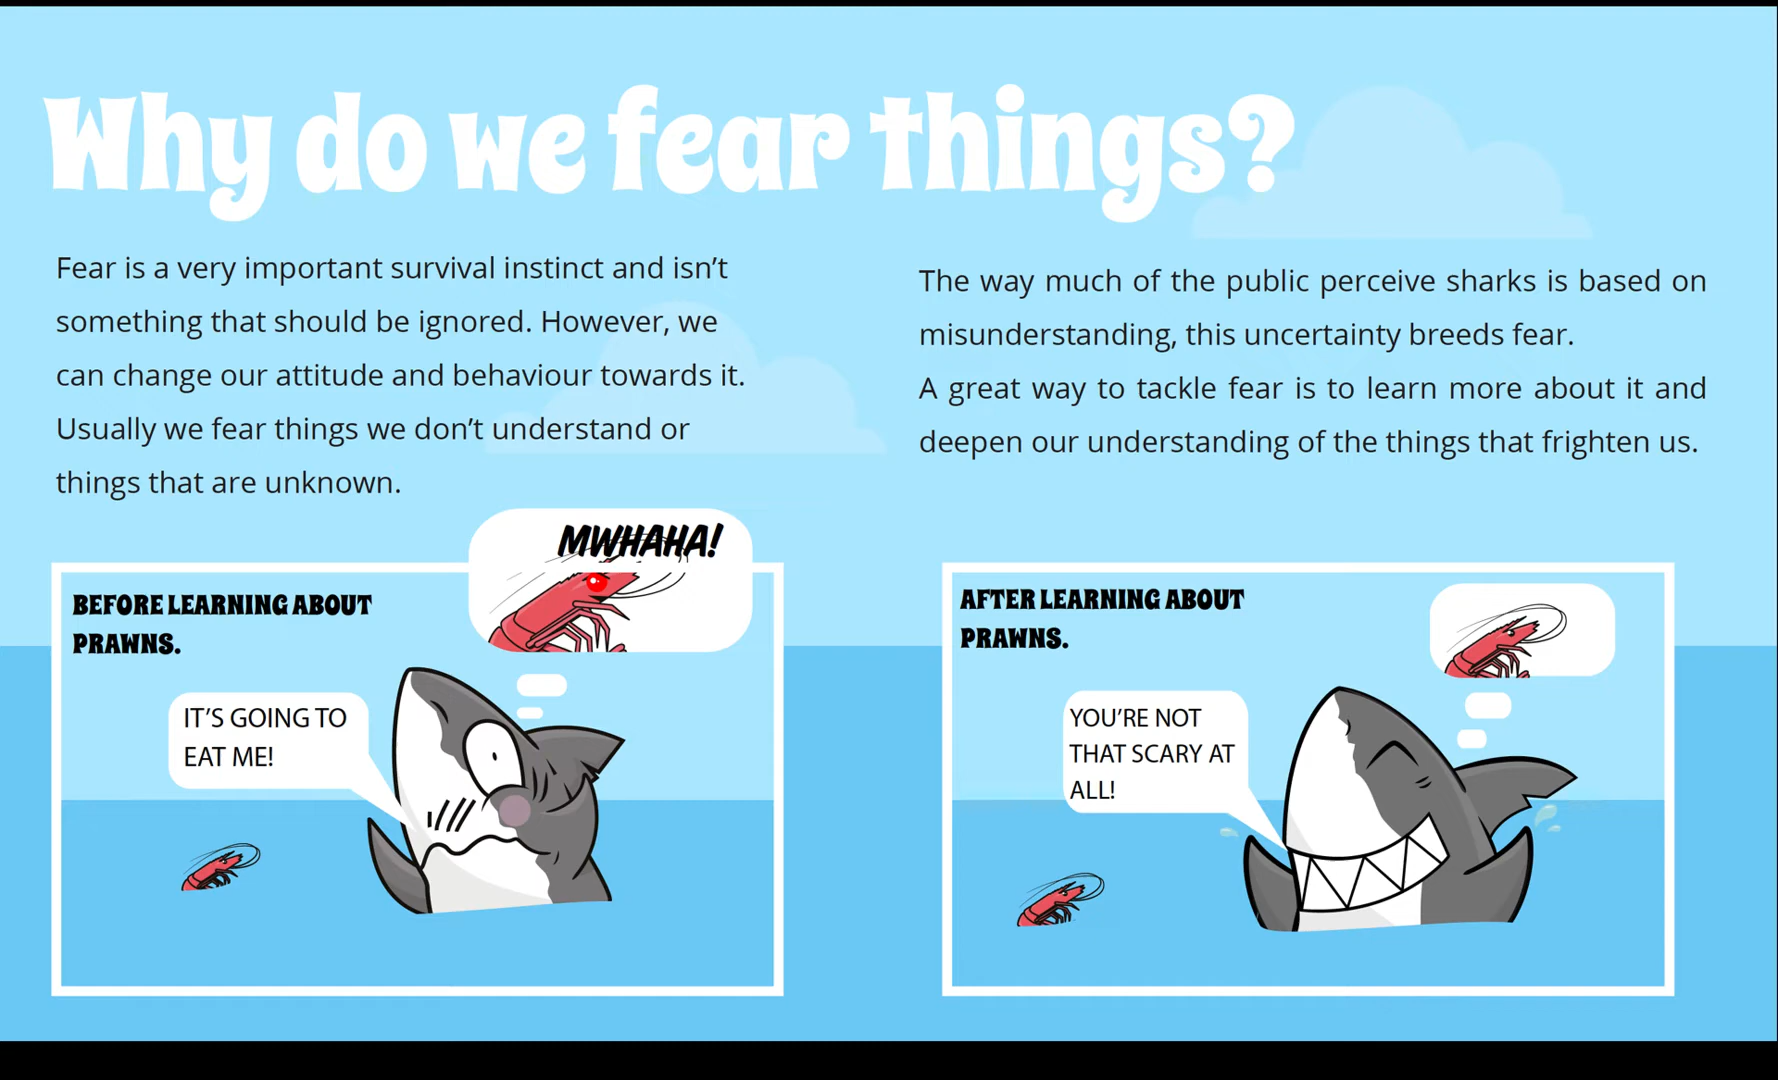 Why do we fear things?
Fear is a very important survival instinct and isn’t
something that should be ignored. However, we
can change our attitude and behaviour towards it.
Usually we fear things we don’t understand or
things that are unknown.
The way much of the public perceive sharks is based on
misunderstanding, this uncertainty breeds fear.
A great way to tackle fear is to learn more about it and
deepen our understanding of the things that frighten us.
MWHAHA!
BEFORE LEARNING ABOUT
PRAWNS.
IT’S GOING TO
EAT ME!
AFTER LEARNING ABOUT
PRAWNS.
YOU’RE NOT
THAT SCARY AT
ALL!